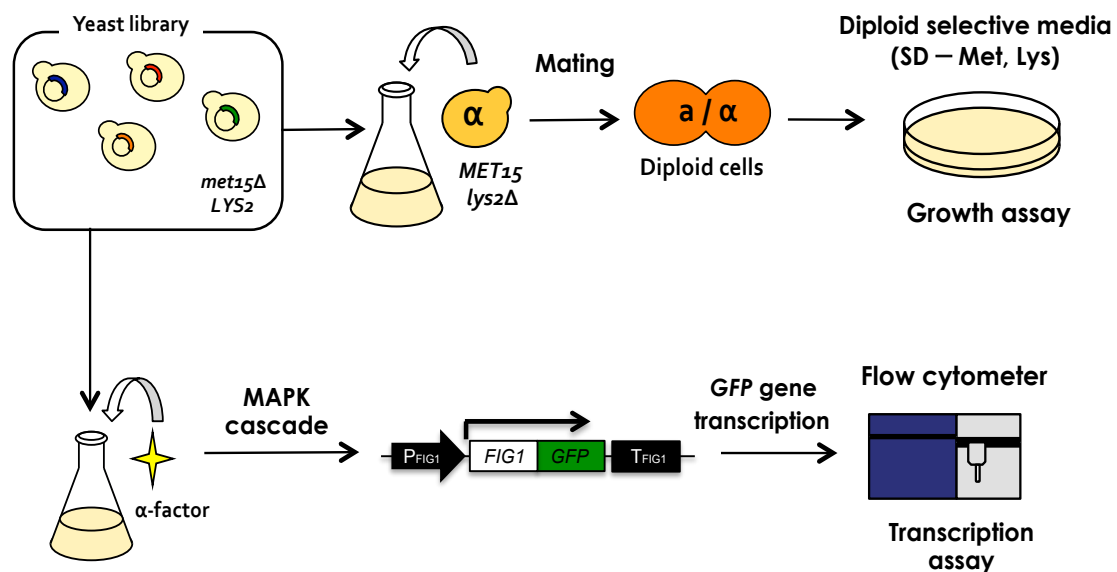 Yeast library
met15Δ
LYS2
α
MET15
lys2Δ
Mating
a / α
Diploid cells
Diploid selective media
(SD – Met, Lys)
Growth assay
α-factor
MAPK
cascade
PFIG1
FIG1
GFP
TFIG1
GFP gene
transcription
Flow cytometer
Transcription
assay